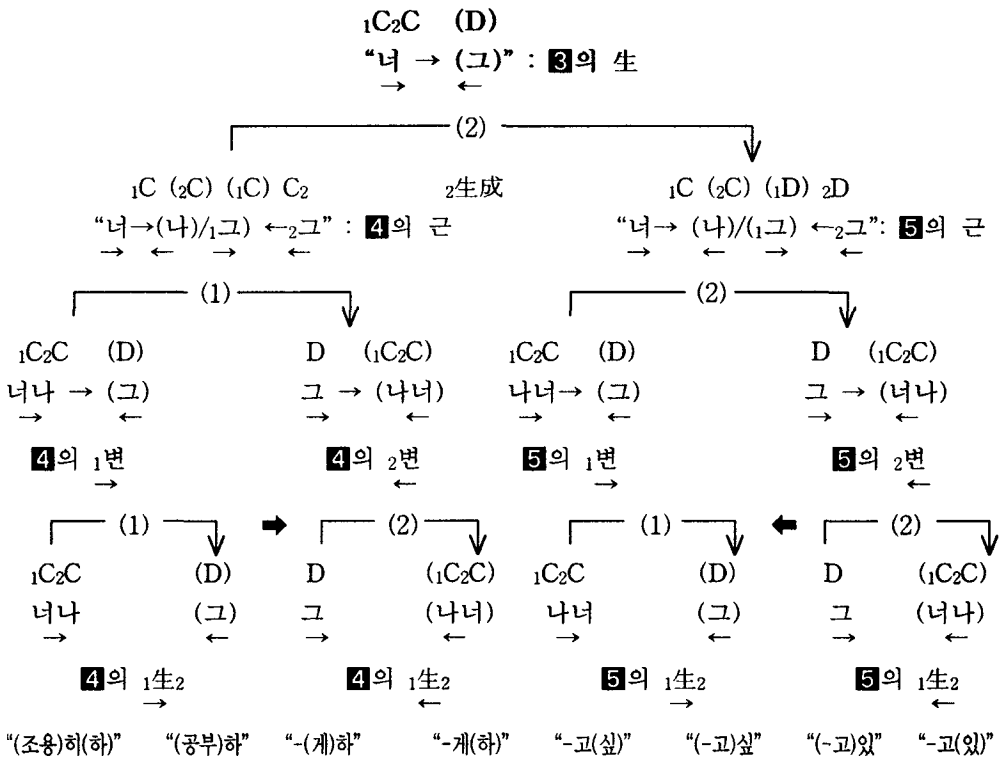 ₁C₂C (D)
“너 → (그)” : 3의 生
→ ←
(2)
₁C (₂C) (₁C) C₂ ₂生成 ₁C (₂C) (₁D) ₂D
“너→(나)/₁그) ←₂그” : 4의 근 “너→ (나)/(₁그) ←₂그”: 5의 근
→ ← → ← → ← → ←
(1) (2)
₁C₂C (D) D (₁C₂C) ₁C₂C (D) D (₁C₂C)
너나 → (그) 그 → (나너) 나너→ (그) 그 → (너나)
→ ← → ← → ← → ←
4의 ₁변 4의 ₂변 5의 ₁변 5의 ₂변
→ ← → ←
(1) ➡ (2) (1) ⬅ (2)
₁C₂C (D) D (₁C₂C) ₁C₂C (D) D (₁C₂C)
너나 (그) 그 (나너) 나너 (그) 그 (너나)
→ ← → ← → ← → ←
4의 ₁生₂ 4의 ₁生₂ 5의 ₁生₂ 5의 ₁生₂
→ ← → ←
“(조용)히(하)” “(공부)하” “-(게)하” “-게(하)” “-고(싶)” “(-고)싶” “(-고)있” “-고(있)”